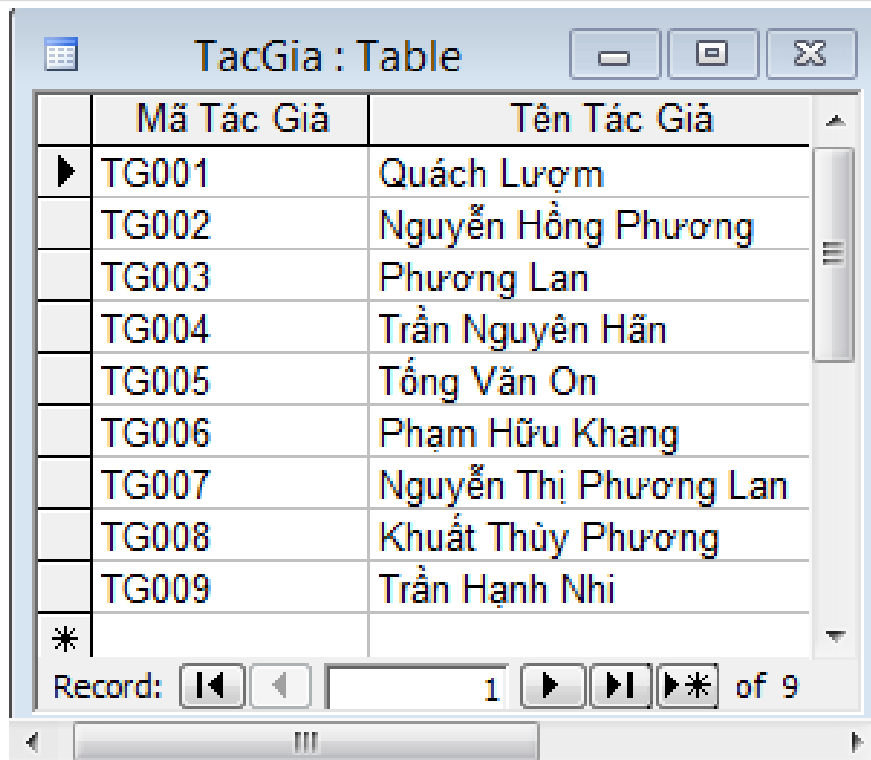 TacGia : Table
Mã Tác Giả Tên Tác Giả
TG001 Quách Lượm
TG002 Nguyễn Hồng Phương
TG003 Phương Lan
TG004 Trần Nguyên Hãn
TG005 Tống Văn On
TG006 Phạm Hữu Khang
TG007 Nguyễn Thị Phương Lan
TG008 Khuất Thùy Phương
TG009 Trần Hạnh Nhi
Record: 1 of 9